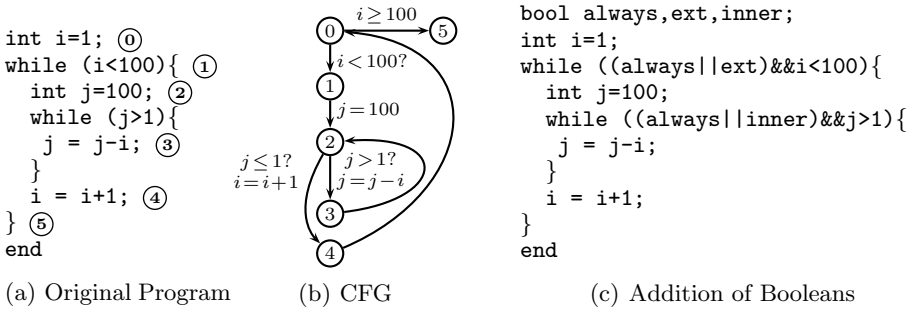 int i=1; ⓪
while (i<100){ ①
int j=100; ②
while (j>1){
j = j-i; ③
}
i = i+1; ④
} ⑤
end
(a) Original Program
0
i ≥ 100
5
i < 100?
1
j = 100
2
j ≤ 1?
i = i+1
j > 1?
j = j−i
3
4
(b) CFG
bool always,ext,inner;
int i=1;
while ((always||ext)&&i<100){
int j=100;
while ((always||inner)&&j>1){
j = j-i;
}
i = i+1;
}
end
(c) Addition of Booleans